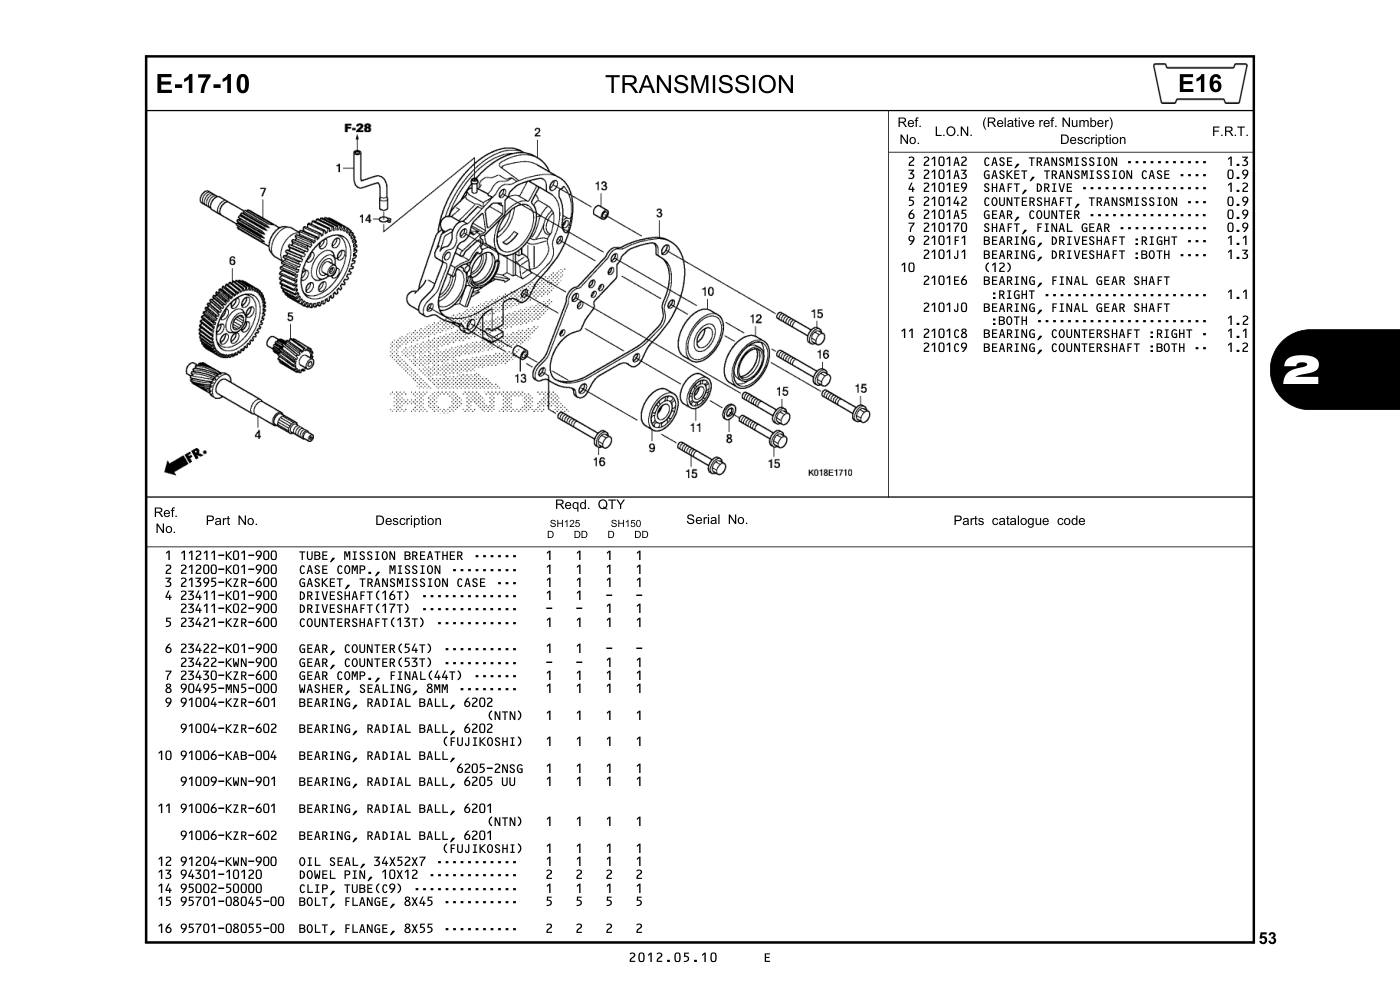 E-17-10
TRANSMISSION
E16
F-28
1
2
7
13
3
14
6
5
10
12
15
16
4
13
9
11
8
15
16
15
15
15
FR.
HONDA
K018E1710
Ref. No.
L.O.N.
(Relative ref. Number)
Description
F.R.T.
2 2101A2 CASE, TRANSMISSION ----------- 1.3
3 2101A3 GASKET, TRANSMISSION CASE ---- 0.9
4 2101E9 SHAFT, DRIVE ----------------- 1.2
5 210142 COUNTERSHAFT, TRANSMISSION --- 0.9
6 2101A5 GEAR, COUNTER ---------------- 0.9
7 210170 SHAFT, FINAL GEAR ------------ 0.9
9 2101F1 BEARING, DRIVESHAFT :RIGHT --- 1.1
2101J1 BEARING, DRIVESHAFT :BOTH ---- 1.3
10 (12)
2101E6 BEARING, FINAL GEAR SHAFT
:RIGHT ---------------------- 1.1
2101J0 BEARING, FINAL GEAR SHAFT
:BOTH ----------------------- 1.2
11 2101C8 BEARING, COUNTERSHAFT :RIGHT - 1.1
2101C9 BEARING, COUNTERSHAFT :BOTH -- 1.2
2
Ref. No.
Part No.
Description
Reqd. QTY
SH125 SH150
D DD D DD
Serial No.
Parts catalogue code
1 11211-K01-900 TUBE, MISSION BREATHER ------ 1 1 1 1
2 21200-K01-900 CASE COMP., MISSION --------- 1 1 1 1
3 21395-KZR-600 GASKET, TRANSMISSION CASE --- 1 1 1 1
4 23411-K01-900 DRIVESHAFT(16T) ------------- 1 1 - -
23411-K02-900 DRIVESHAFT(17T) ------------- - - 1 1
5 23421-KZR-600 COUNTERSHAFT(13T) ----------- 1 1 1 1
6 23422-K01-900 GEAR, COUNTER(54T) ---------- 1 1 - -
23422-KWN-900 GEAR, COUNTER(53T) ---------- - - 1 1
7 23430-KZR-600 GEAR COMP., FINAL(44T) ------ 1 1 1 1
8 90495-MN5-000 WASHER, SEALING, 8MM -------- 1 1 1 1
9 91004-KZR-601 BEARING, RADIAL BALL, 6202
(NTN) 1 1 1 1
91004-KZR-602 BEARING, RADIAL BALL, 6202
(FUJIKOSHI) 1 1 1 1
10 91006-KAB-004 BEARING, RADIAL BALL,
6205-2NSG 1 1 1 1
91009-KWN-901 BEARING, RADIAL BALL, 6205 UU 1 1 1 1
11 91006-KZR-601 BEARING, RADIAL BALL, 6201
(NTN) 1 1 1 1
91006-KZR-602 BEARING, RADIAL BALL, 6201
(FUJIKOSHI) 1 1 1 1
12 91204-KWN-900 OIL SEAL, 34X52X7 ----------- 1 1 1 1
13 94301-10120 DOWEL PIN, 10X12 ------------ 2 2 2 2
14 95002-50000 CLIP, TUBE(C9) -------------- 1 1 1 1
15 95701-08045-00 BOLT, FLANGE, 8X45 ---------- 5 5 5 5
16 95701-08055-00 BOLT, FLANGE, 8X55 ---------- 2 2 2 2
53
2012.05.10 E